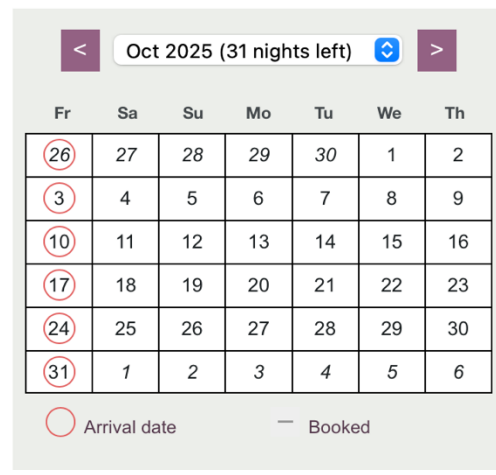 < Oct 2025 (31 nights left) >
Fr Sa Su Mo Tu We Th
26 27 28 29 30 1 2
3 4 5 6 7 8 9
10 11 12 13 14 15 16
17 18 19 20 21 22 23
24 25 26 27 28 29 30
31 1 2 3 4 5 6
Arrival date — Booked